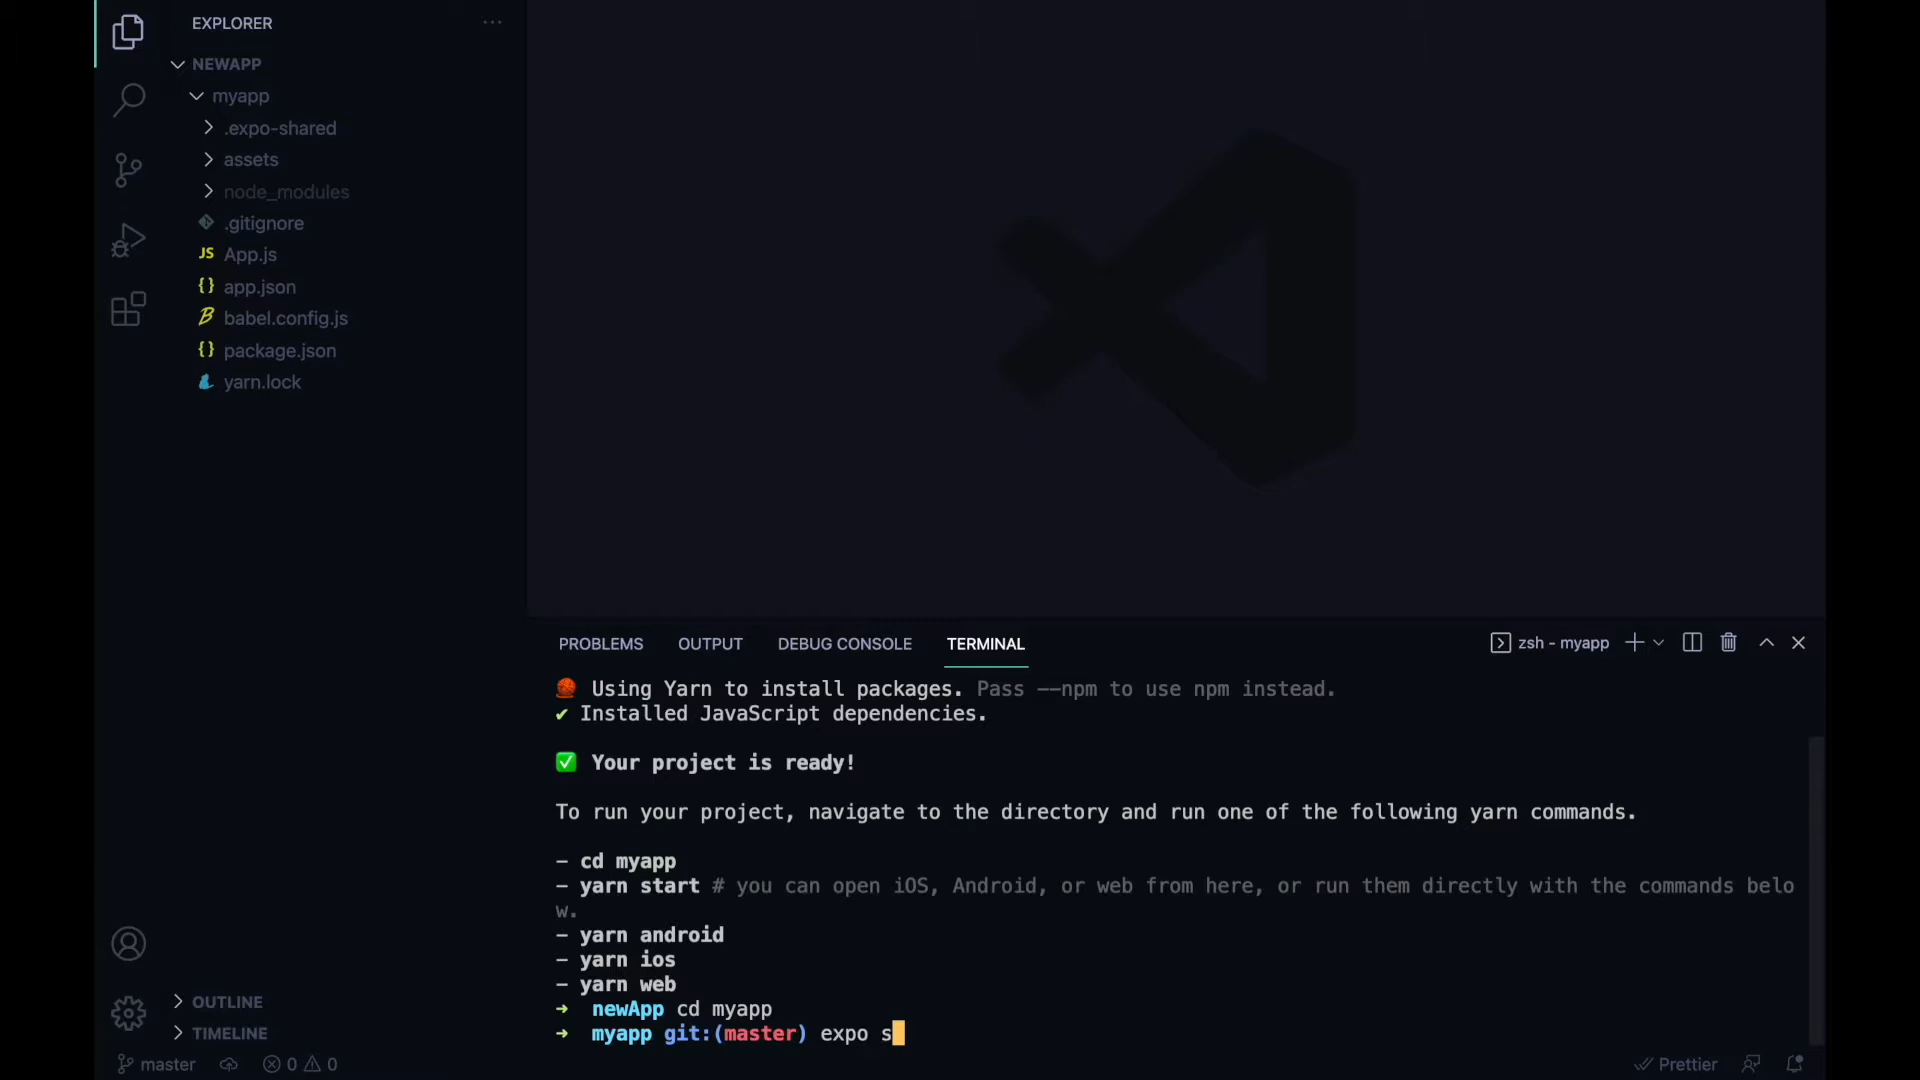 EXPLORER
NEWAPP
myapp
.expo-shared
assets
node_modules
.gitignore
JS App.js
{} app.json
babel.config.js
{} package.json
yarn.lock
OUTLINE
TIMELINE
PROBLEMS OUTPUT DEBUG CONSOLE TERMINAL
zsh - myapp
Using Yarn to install packages. Pass --npm to use npm instead.
✔ Installed JavaScript dependencies.
✅ Your project is ready!
To run your project, navigate to the directory and run one of the following yarn commands.
- cd myapp
- yarn start # you can open iOS, Android, or web from here, or run them directly with the commands belo
w.
- yarn android
- yarn ios
- yarn web
➜ newApp cd myapp
➜ myapp git:(master) expo s
master 0 0 Prettier